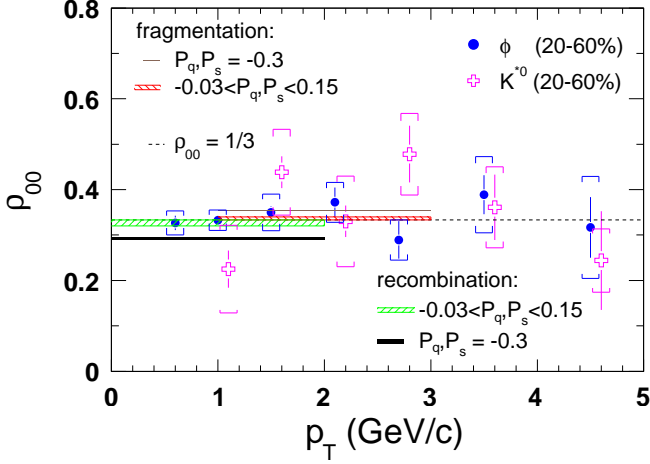 fragmentation:
P_q,P_s = -0.3
-0.03<P_q,P_s<0.15
ρ_00 = 1/3
ϕ (20-60%)
K^*0 (20-60%)
recombination:
-0.03<P_q,P_s<0.15
P_q,P_s = -0.3
ρ_00
0.8
0.6
0.4
0.2
0
0 1 2 3 4 5
p_T (GeV/c)